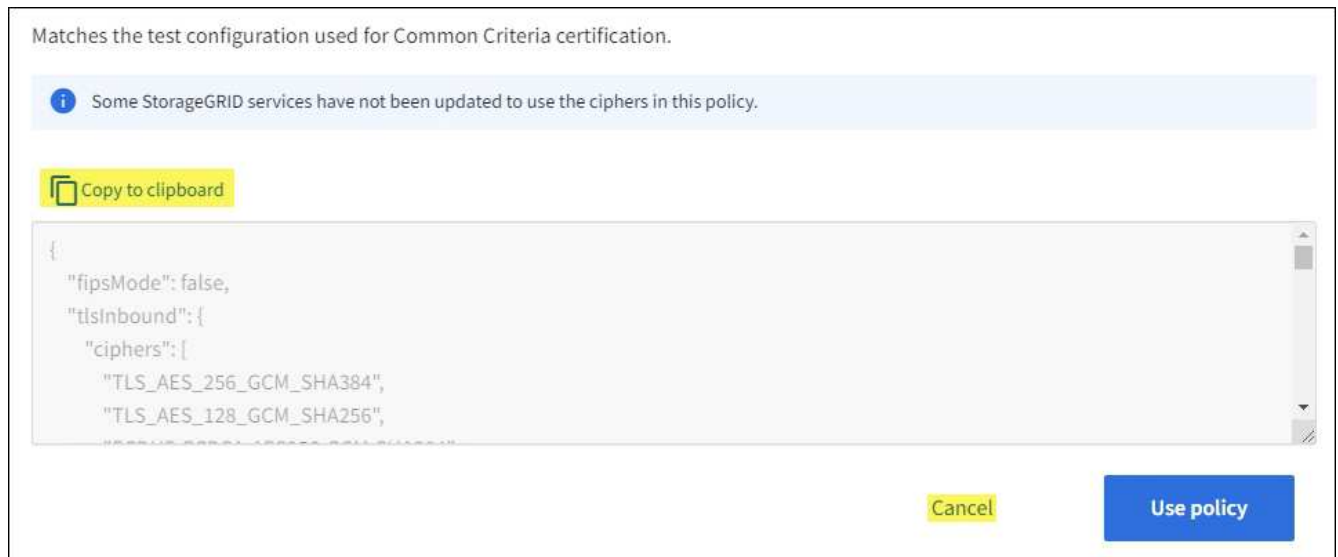 Matches the test configuration used for Common Criteria certification.
Some StorageGRID services have not been updated to use the ciphers in this policy.
Copy to clipboard
{
"fipsMode": false,
"tlsInbound": {
"ciphers": [
"TLS_AES_256_GCM_SHA384",
"TLS_AES_128_GCM_SHA256",
Cancel
Use policy